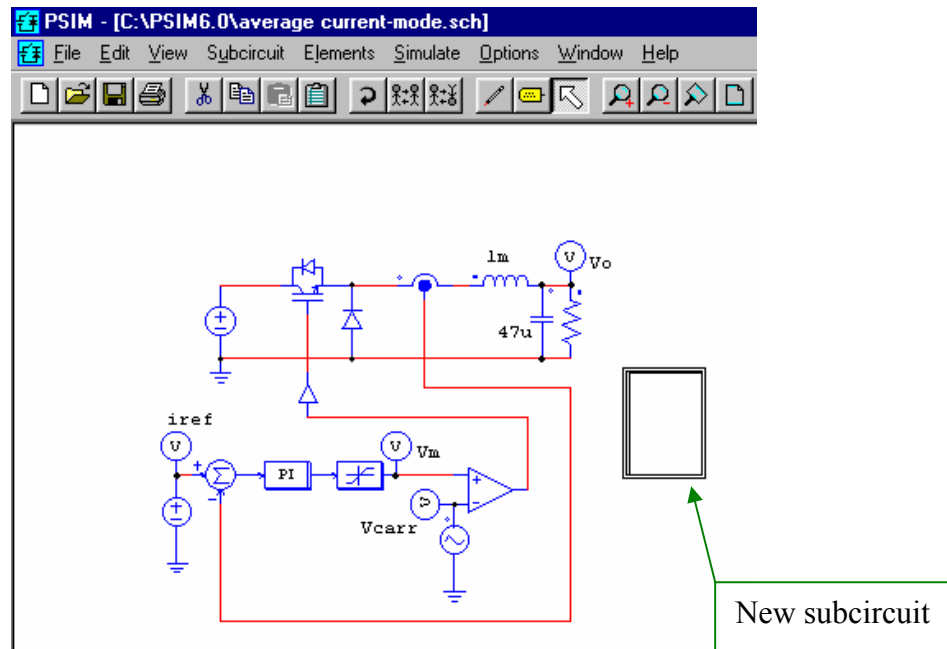 PSIM - [C:\PSIM6.0\average current-mode.sch]
File Edit View Subcircuit Elements Simulate Options Window Help
1m
V Vo
47u
iref
V
V Vm
PI
V
Vcarr
New subcircuit